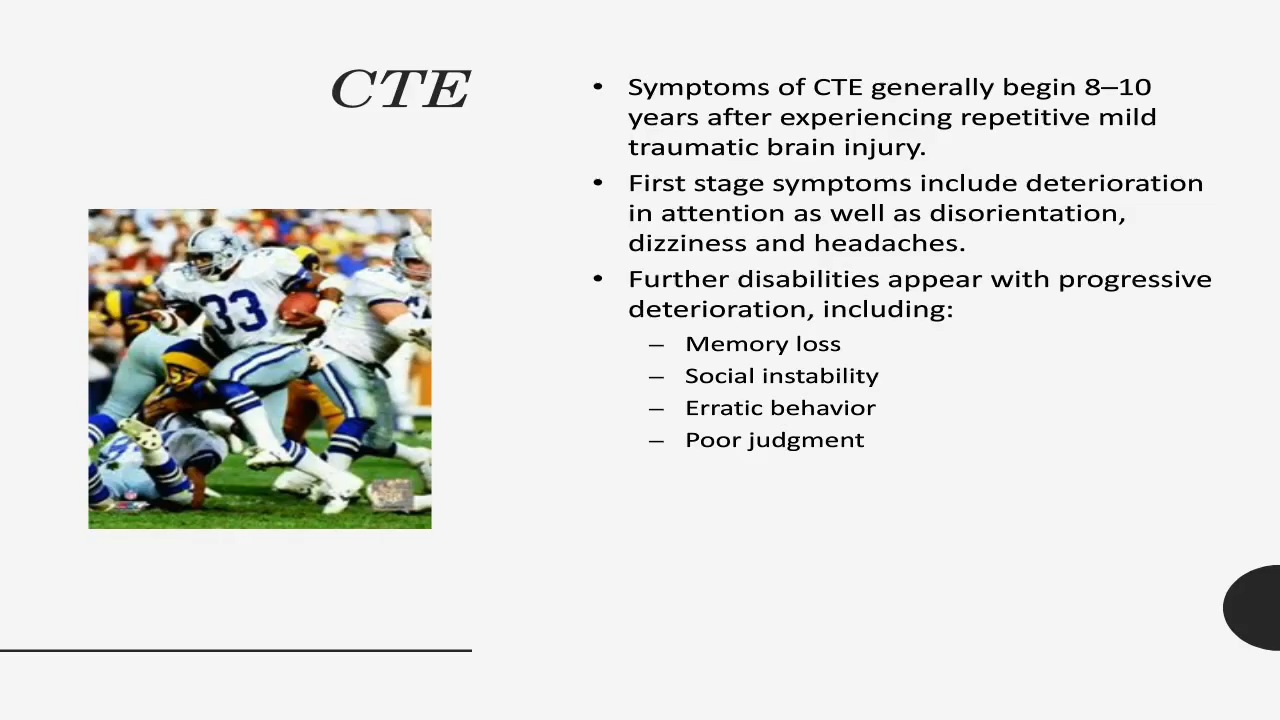 CTE
• Symptoms of CTE generally begin 8–10
years after experiencing repetitive mild
traumatic brain injury.
• First stage symptoms include deterioration
in attention as well as disorientation,
dizziness and headaches.
• Further disabilities appear with progressive
deterioration, including:
– Memory loss
– Social instability
– Erratic behavior
– Poor judgment
33